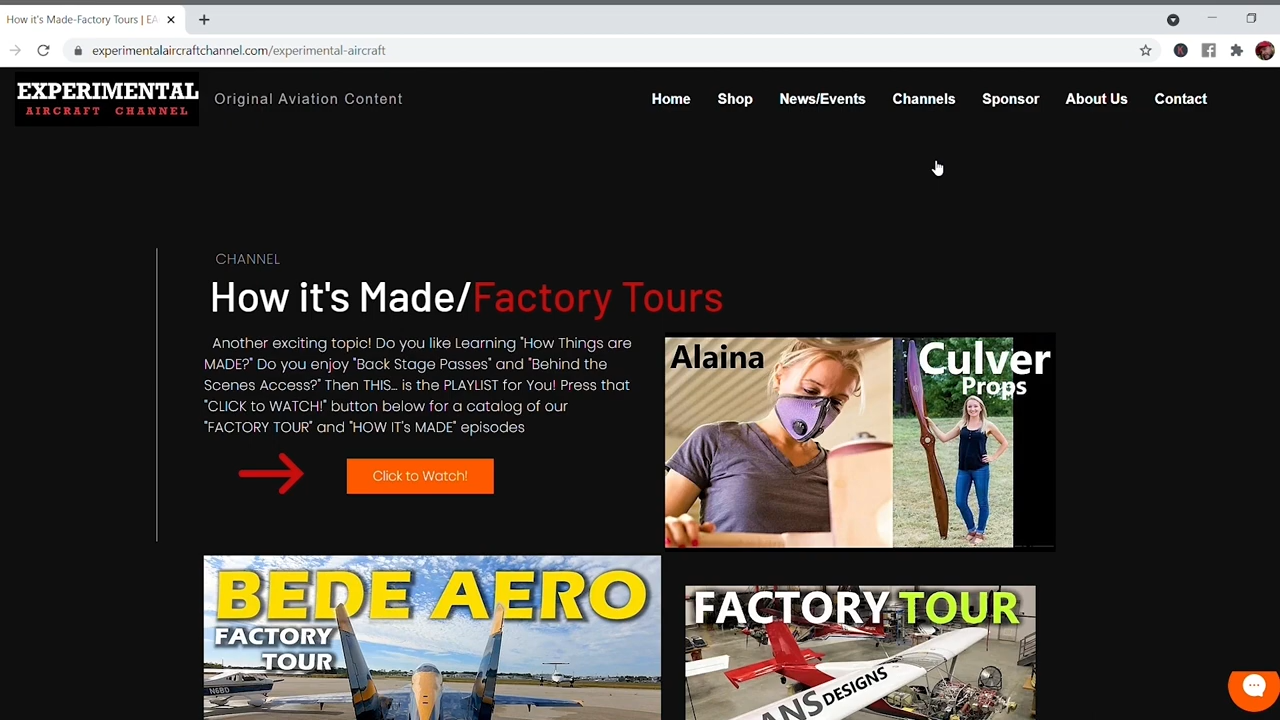 How it's Made-Factory Tours | EA
experimentalaircraftchannel.com/experimental-aircraft
EXPERIMENTAL
AIRCRAFT CHANNEL
Original Aviation Content
Home Shop News/Events Channels Sponsor About Us Contact
CHANNEL
How it's Made/Factory Tours
Another exciting topic! Do you like Learning "How Things are
MADE?" Do you enjoy "Back Stage Passes" and "Behind the
Scenes Access?" Then THIS... is the PLAYLIST for You! Press that
"CLICK to WATCH!" button below for a catalog of our
"FACTORY TOUR" and "HOW IT's MADE" episodes
Click to Watch!
Alaina
Culver
Props
BEDE AERO
FACTORY
TOUR
N6BD
FACTORY TOUR
ANS DESIGNS